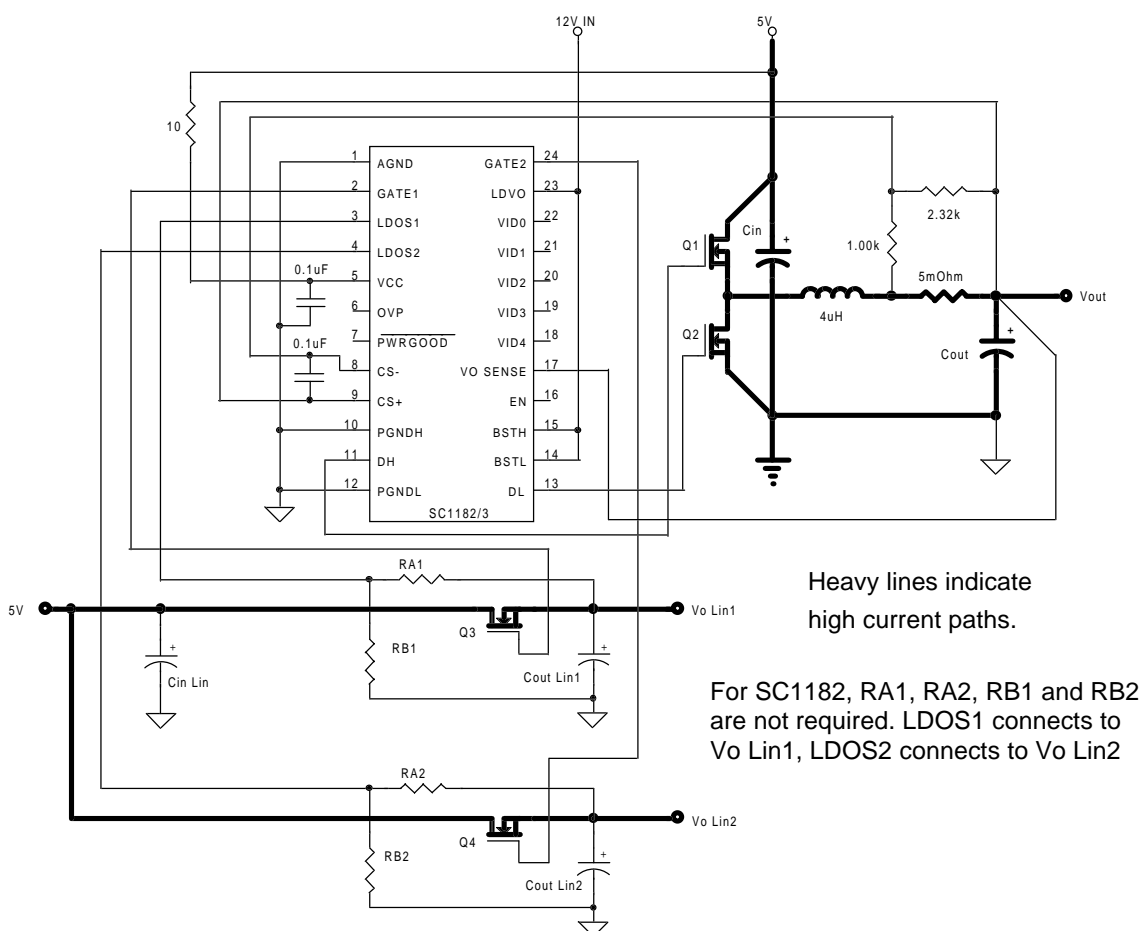 12V IN
5V
10
1 AGND
2 GATE1
3 LDOS1
4 LDOS2
5 VCC
6 OVP
7 PWRGOOD
8 CS-
9 CS+
10 PGNDH
11 DH
12 PGNDL
GATE2 24
LDVO 23
VID0 22
VID1 21
VID2 20
VID3 19
VID4 18
VO SENSE 17
EN 16
BSTH 15
BSTL 14
DL 13
SC1182/3
0.1uF
0.1uF
Q1
Cin
+
2.32k
1.00k
5mOhm
Vout
4uH
Q2
+
Cout
RA1
5V
Vo Lin1
Q3
+
Cin Lin
RB1
+
Cout Lin1
Heavy lines indicate
high current paths.
For SC1182, RA1, RA2, RB1 and RB2
are not required. LDOS1 connects to
Vo Lin1, LDOS2 connects to Vo Lin2
RA2
Vo Lin2
Q4
RB2
+
Cout Lin2